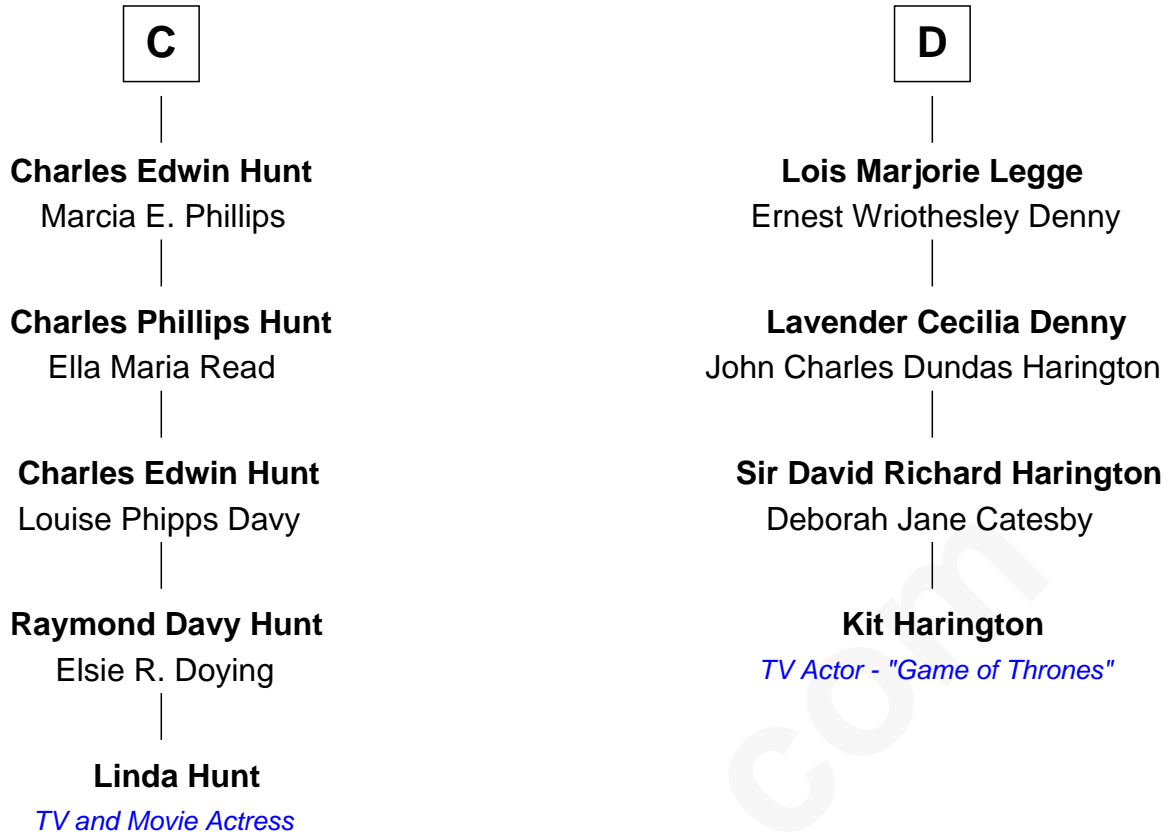 C
Charles Edwin Hunt
Marcia E. Phillips
Charles Phillips Hunt
Ella Maria Read
Charles Edwin Hunt
Louise Phipps Davy
Raymond Davy Hunt
Elsie R. Doying
Linda Hunt
TV and Movie Actress
D
Lois Marjorie Legge
Ernest Wriothesley Denny
Lavender Cecilia Denny
John Charles Dundas Harington
Sir David Richard Harington
Deborah Jane Catesby
Kit Harington
TV Actor - "Game of Thrones"
com